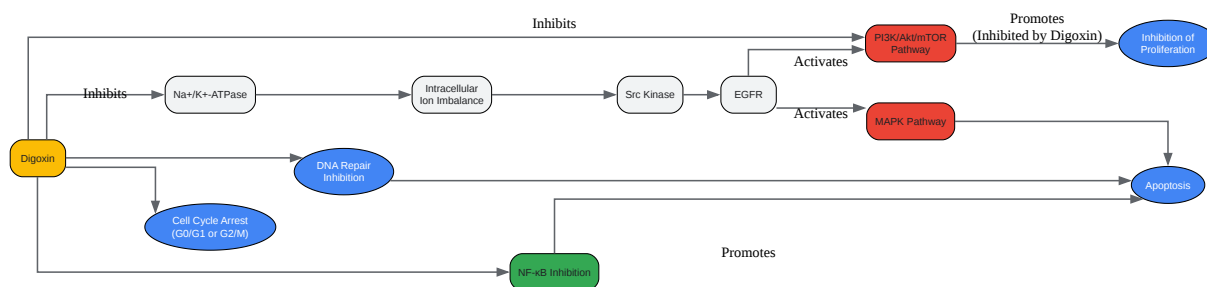 Inhibits
Promotes
(Inhibited by Digoxin)
PI3K/Akt/mTOR
Pathway
Inhibition of
Proliferation
Activates
Inhibits
Na+/K+-ATPase
Intracellular
Ion Imbalance
Src Kinase
EGFR
Activates
MAPK Pathway
Digoxin
DNA Repair
Inhibition
Apoptosis
Cell Cycle Arrest
(G0/G1 or G2/M)
Promotes
NF-κB Inhibition